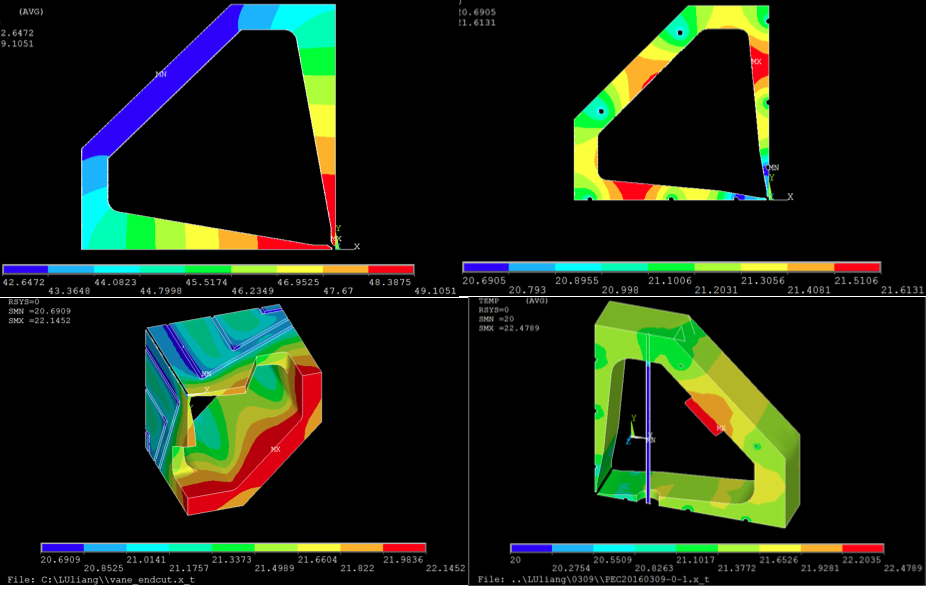 (AVG)
2.6472
9.1051
MN
Y
MX
X
42.6472 44.0823 45.5174 46.9525 48.3875
43.3648 44.7998 46.2349 47.67 49.1051
20.6905
21.6131
MX
MN
Y
X
20.6905 20.8955 21.1006 21.3056 21.5106
20.793 20.998 21.2031 21.4081 21.6131
RSYS=0
SMN =20.6909
SMX =22.1452
MN
X
MX
20.6909 21.0141 21.3373 21.6604 21.9836
20.8525 21.1757 21.4989 21.822 22.1452
File: C:\LUliang\\vane_endcut.x_t
TEMP (AVG)
RSYS=0
SMN =20
SMX =22.4789
Y
MN
MX
20 20.5509 21.1017 21.6526 22.2035
20.2754 20.8263 21.3772 21.9281 22.4789
File: ..\LUliang\0309\\PEC20160309-0-1.x_t